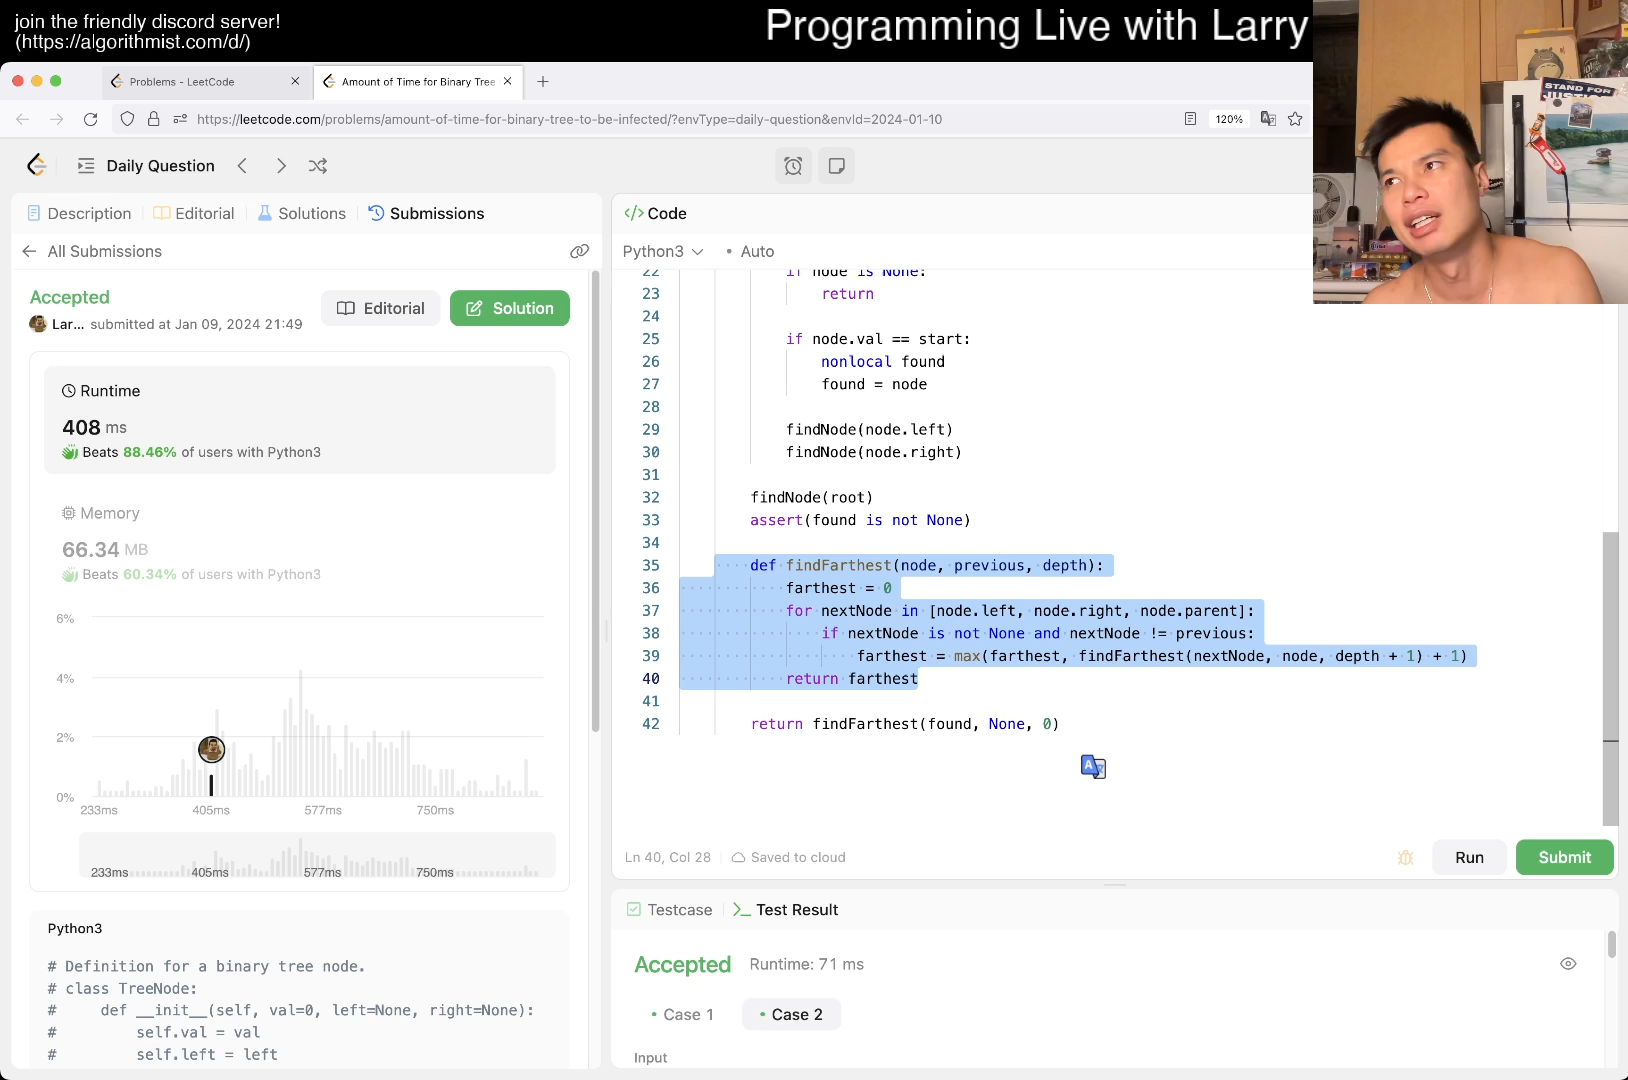 join the friendly discord server!
(https://algorithmist.com/d/)
Programming Live with Larry
Problems - LeetCode
Amount of Time for Binary Tree
https://leetcode.com/problems/amount-of-time-for-binary-tree-to-be-infected/?envType=daily-question&envId=2024-01-10
120%
STAND FOR
Daily Question
Description
Editorial
Solutions
Submissions
All Submissions
Accepted
Lar... submitted at Jan 09, 2024 21:49
Editorial
Solution
Runtime
408 ms
Beats 88.46% of users with Python3
Memory
66.34 MB
Beats 60.34% of users with Python3
6%
4%
2%
0%
233ms 405ms 577ms 750ms
233ms 405ms 577ms 750ms
Python3
# Definition for a binary tree node.
# class TreeNode:
#     def __init__(self, val=0, left=None, right=None):
#         self.val = val
#         self.left = left
</> Code
Python3 • Auto
22 if node is None:
23 return
24
25 if node.val == start:
26 nonlocal found
27 found = node
28
29 findNode(node.left)
30 findNode(node.right)
31
32 findNode(root)
33 assert(found is not None)
34
35 def findFarthest(node, previous, depth):
36 farthest = 0
37 for nextNode in [node.left, node.right, node.parent]:
38 if nextNode is not None and nextNode != previous:
39 farthest = max(farthest, findFarthest(nextNode, node, depth + 1) + 1)
40 return farthest
41
42 return findFarthest(found, None, 0)
Ln 40, Col 28
Saved to cloud
Run
Submit
Testcase
Test Result
Accepted
Runtime: 71 ms
• Case 1
• Case 2
Input